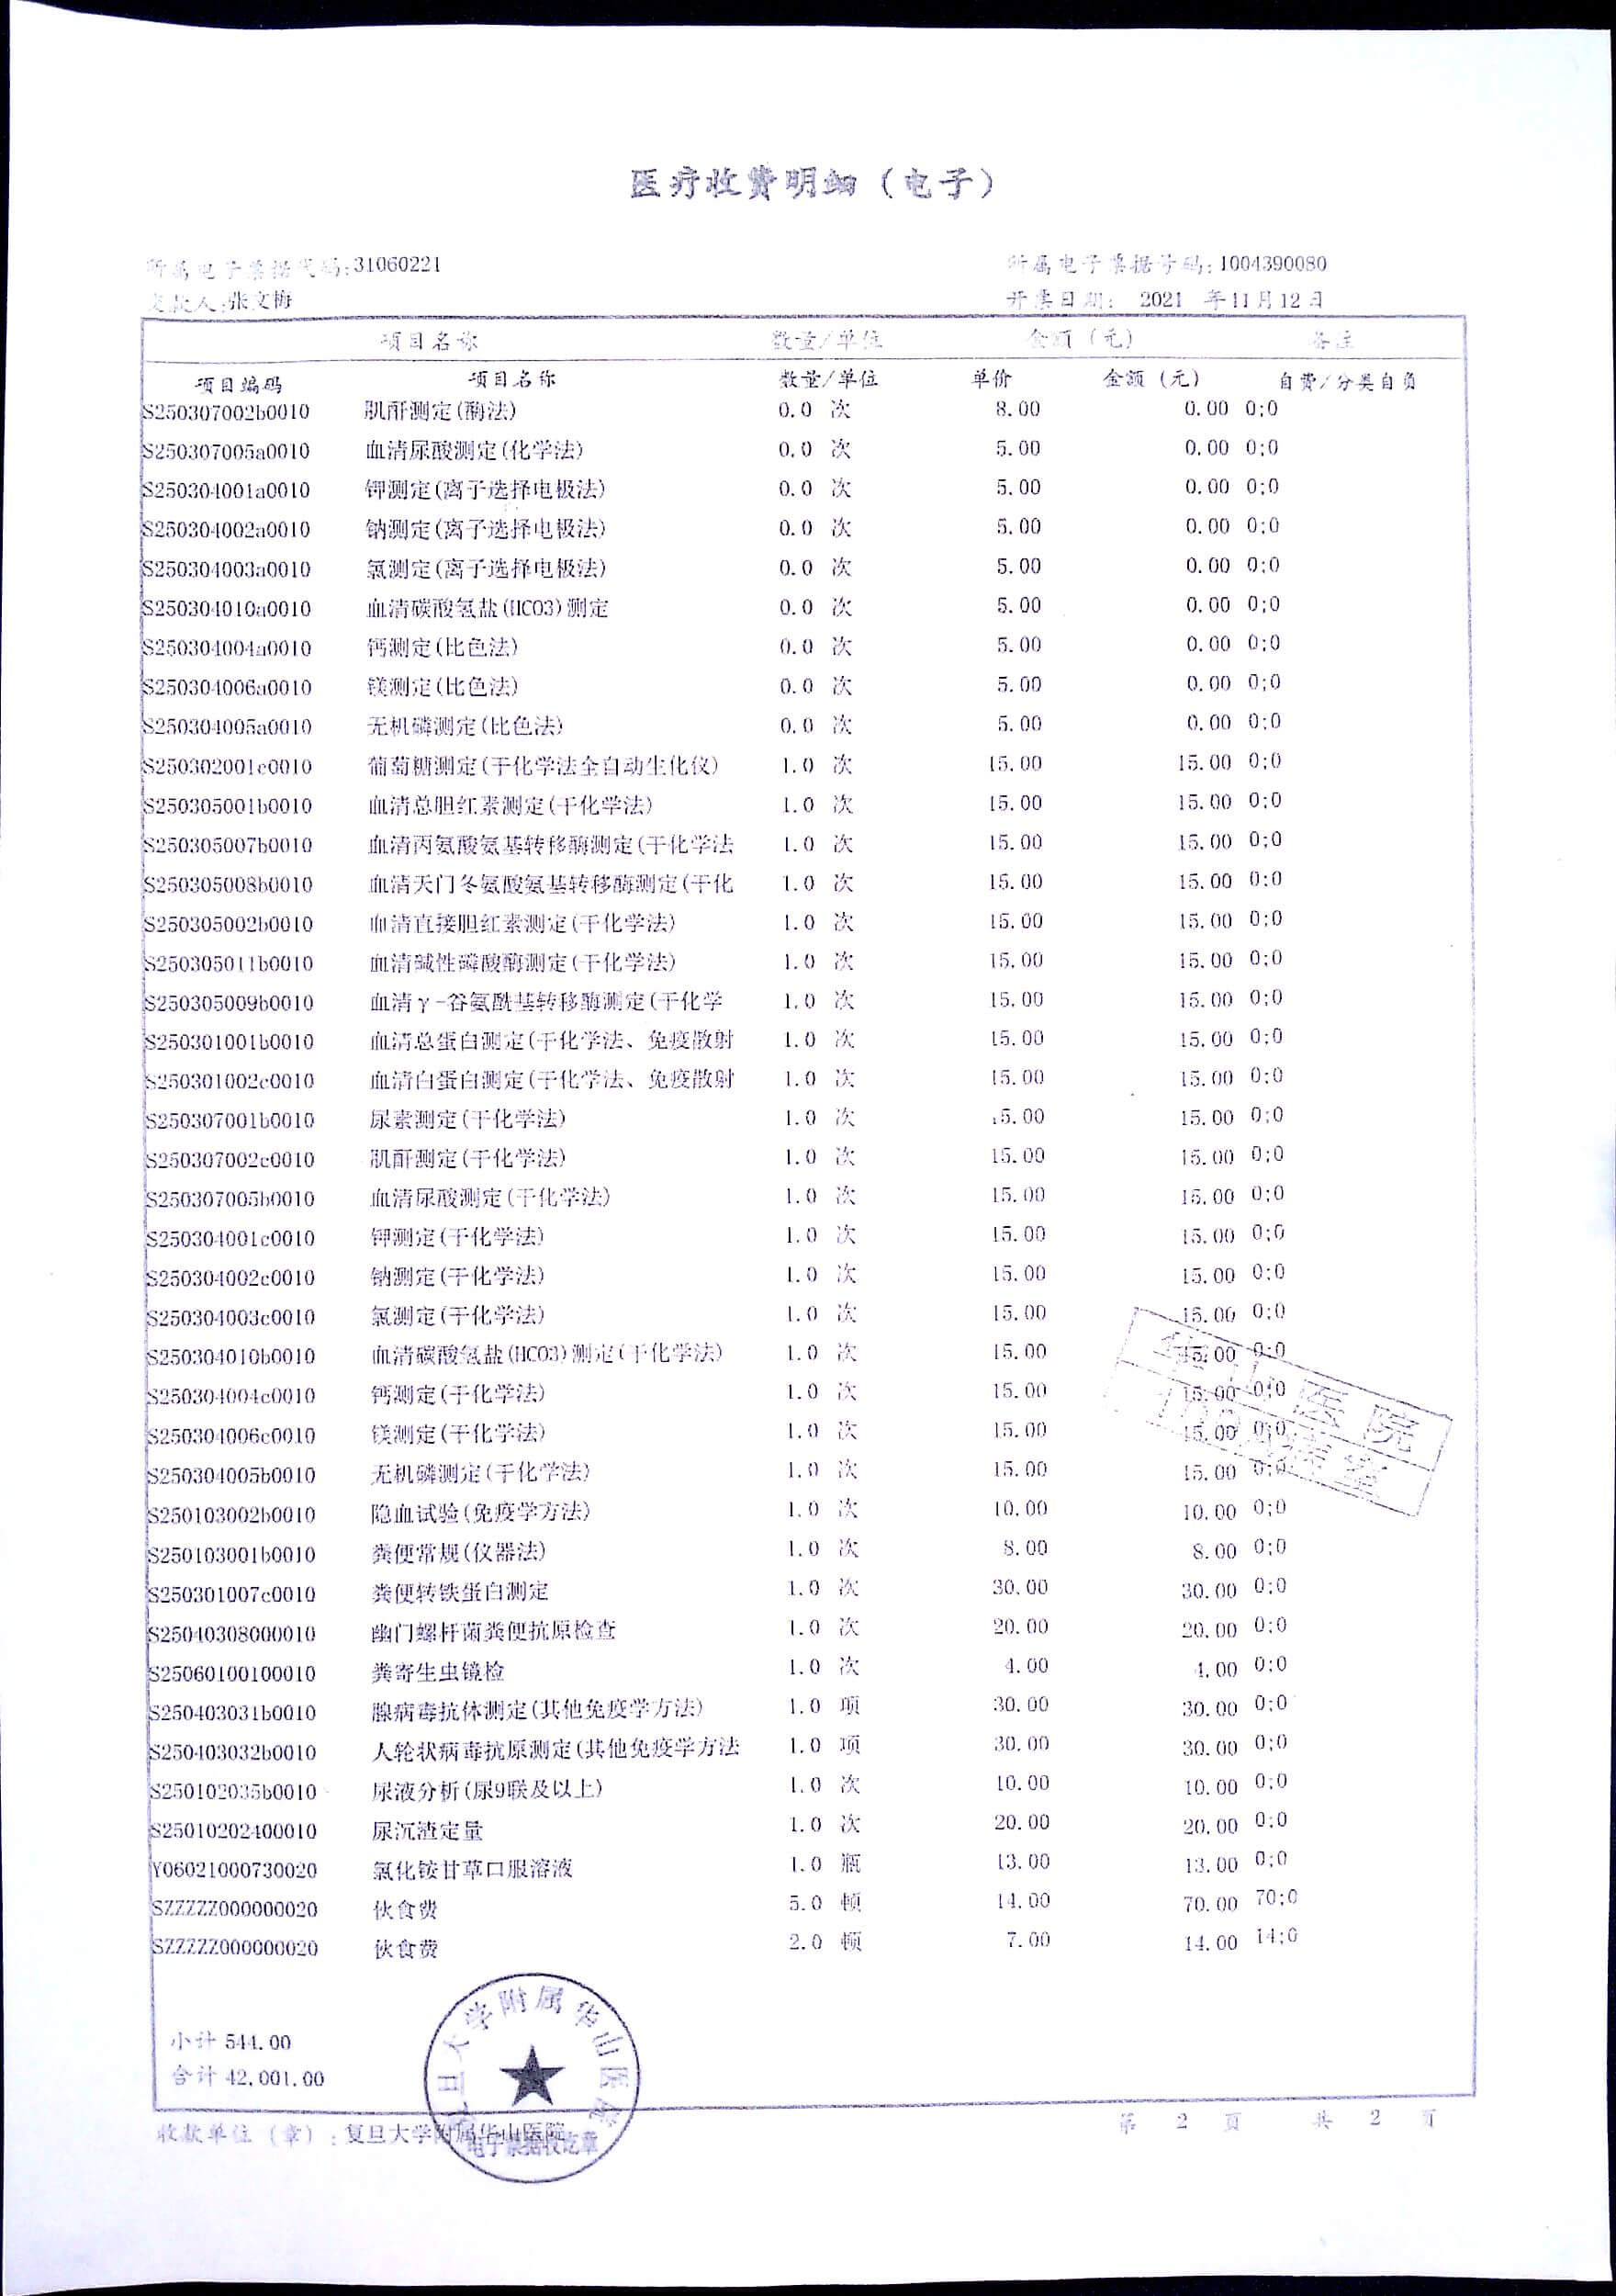 医疗收费明细（电子）
所属电子票据代码:31060221 所属电子票据号码:1004390080
交款人:张文梅 开票日期: 2021 年11月12日
项目名称 数量/单位 金额（元） 备注
项目编码 项目名称 数量/单位 单价 金额（元） 自费/分类自负
S250307002b0010 肌酐测定(酶法) 0.0 次 8.00 0.00 0;0
S250307005a0010 血清尿酸测定(化学法) 0.0 次 5.00 0.00 0;0
S250304001a0010 钾测定(离子选择电极法) 0.0 次 5.00 0.00 0;0
S250304002a0010 钠测定(离子选择电极法) 0.0 次 5.00 0.00 0;0
S250304003a0010 氯测定(离子选择电极法) 0.0 次 5.00 0.00 0;0
S250304010a0010 血清碳酸氢盐(HCO3)测定 0.0 次 5.00 0.00 0;0
S250304004a0010 钙测定(比色法) 0.0 次 5.00 0.00 0;0
S250304006a0010 镁测定(比色法) 0.0 次 5.00 0.00 0;0
S250304005a0010 无机磷测定(比色法) 0.0 次 5.00 0.00 0;0
S250302001c0010 葡萄糖测定(干化学法全自动生化仪) 1.0 次 15.00 15.00 0;0
S250305001b0010 血清总胆红素测定(干化学法) 1.0 次 15.00 15.00 0;0
S250305007b0010 血清丙氨酸氨基转移酶测定(干化学法 1.0 次 15.00 15.00 0;0
S250305008b0010 血清天门冬氨酸氨基转移酶测定(干化 1.0 次 15.00 15.00 0;0
S250305002b0010 血清直接胆红素测定(干化学法) 1.0 次 15.00 15.00 0;0
S250305011b0010 血清碱性磷酸酶测定(干化学法) 1.0 次 15.00 15.00 0;0
S250305009b0010 血清γ-谷氨酰基转移酶测定(干化学 1.0 次 15.00 15.00 0;0
S250301001b0010 血清总蛋白测定(干化学法、免疫散射 1.0 次 15.00 15.00 0;0
S250301002c0010 血清白蛋白测定(干化学法、免疫散射 1.0 次 15.00 15.00 0;0
S250307001b0010 尿素测定(干化学法) 1.0 次 15.00 15.00 0;0
S250307002c0010 肌酐测定(干化学法) 1.0 次 15.00 15.00 0;0
S250307005b0010 血清尿酸测定(干化学法) 1.0 次 15.00 15.00 0;0
S250304001c0010 钾测定(干化学法) 1.0 次 15.00 15.00 0;0
S250304002c0010 钠测定(干化学法) 1.0 次 15.00 15.00 0;0
S250304003c0010 氯测定(干化学法) 1.0 次 15.00 15.00 0;0
S250304010b0010 血清碳酸氢盐(HCO3)测定(干化学法) 1.0 次 15.00 15.00 0;0
S250304004c0010 钙测定(干化学法) 1.0 次 15.00 15.00 0;0
S250304006c0010 镁测定(干化学法) 1.0 次 15.00 15.00 0;0
S250304005b0010 无机磷测定(干化学法) 1.0 次 15.00 15.00 0;0
华山医院
S250103002b0010 隐血试验(免疫学方法) 1.0 次 10.00 10.00 0;0
S250103001b0010 粪便常规(仪器法) 1.0 次 8.00 8.00 0;0
S250301007c0010 粪便转铁蛋白测定 1.0 次 30.00 30.00 0;0
S25040308000010 幽门螺杆菌粪便抗原检查 1.0 次 20.00 20.00 0;0
S25060100100010 粪寄生虫镜检 1.0 次 4.00 4.00 0;0
S250403031b0010 腺病毒抗体测定(其他免疫学方法) 1.0 项 30.00 30.00 0;0
S250403032b0010 人轮状病毒抗原测定(其他免疫学方法 1.0 项 30.00 30.00 0;0
S250102035b0010 尿液分析(尿9联及以上) 1.0 次 10.00 10.00 0;0
S25010202400010 尿沉渣定量 1.0 次 20.00 20.00 0;0
Y06021000730020 氯化铵甘草口服溶液 1.0 瓶 13.00 13.00 0;0
SZZZZZ000000020 伙食费 5.0 顿 14.00 70.00 70;0
SZZZZZ000000020 伙食费 2.0 顿 7.00 14.00 14;0
小计 544.00
合计 42,001.00
复旦大学附属华山医院
电子票据收讫章
收款单位（章）:复旦大学附属华山医院 第 2 页 共 2 页